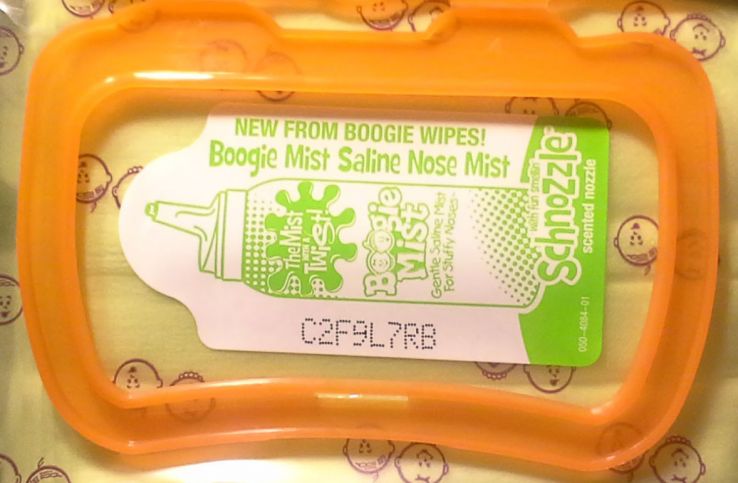 NEW FROM BOOGIE WIPES!
Boogie Mist Saline Nose Mist
The Mist
WITH A
TWiSH
Boogie
Mist
Gentle Saline Mist
for Stuffy Noses
with fun smellin'
Schnozzle
scented nozzle
C2F9L7RB
050-4084-01